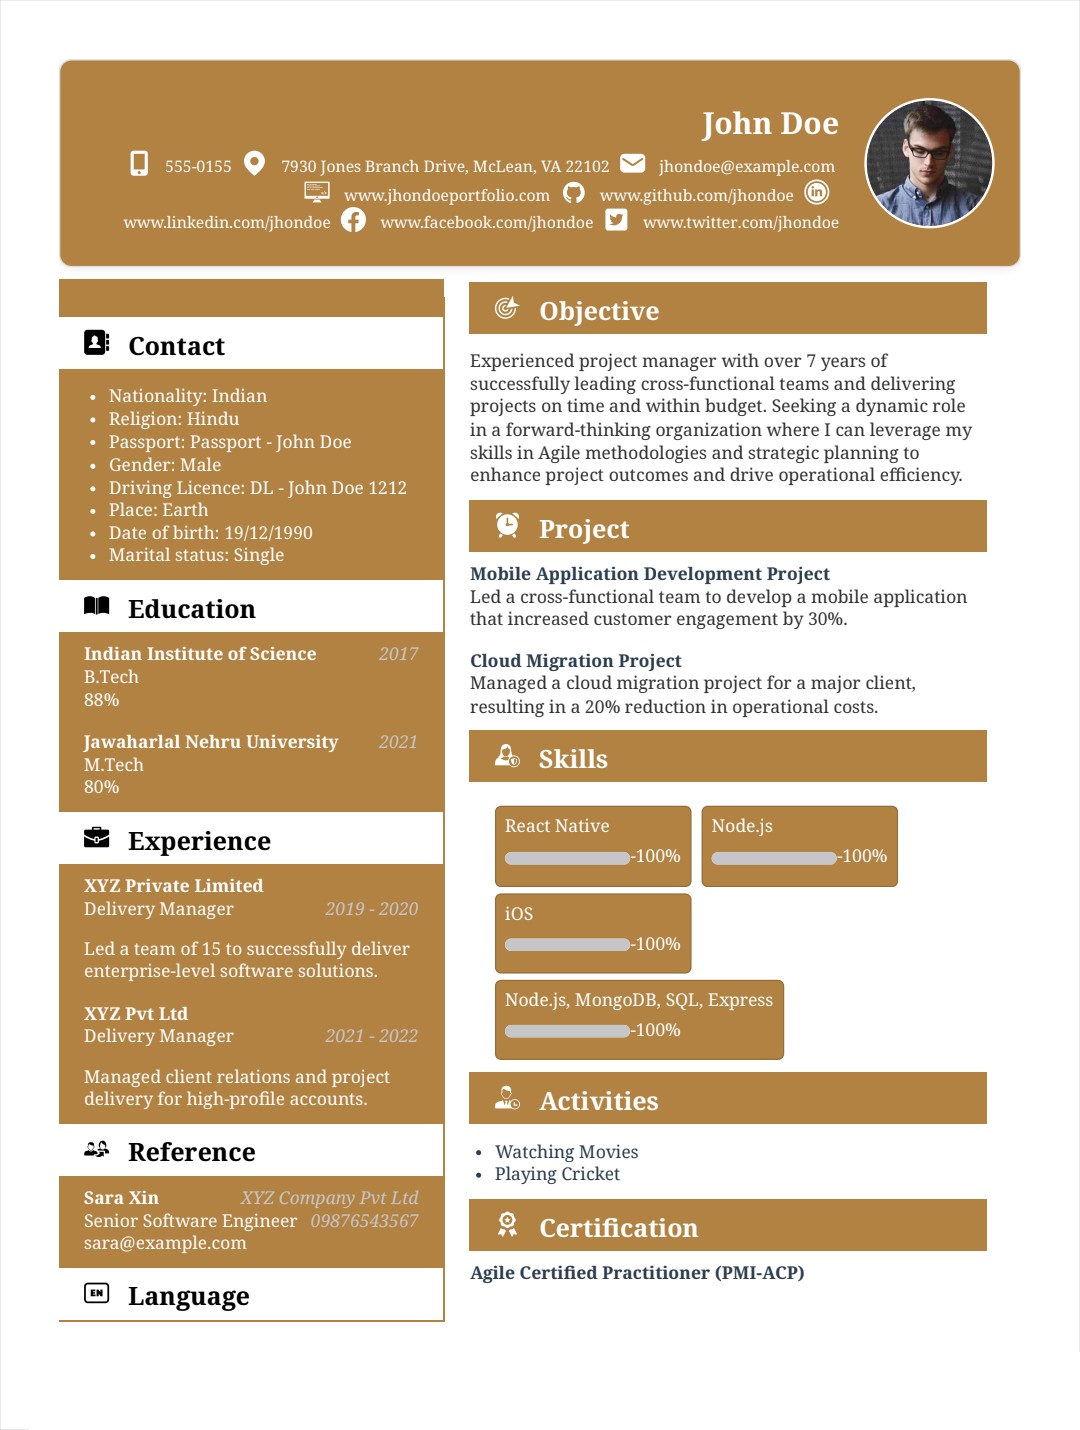 John Doe
555-0155 7930 Jones Branch Drive, McLean, VA 22102 jhondoe@example.com
www.jhondoeportfolio.com www.github.com/jhondoe
www.linkedin.com/jhondoe www.facebook.com/jhondoe www.twitter.com/jhondoe
Contact
• Nationality: Indian
• Religion: Hindu
• Passport: Passport - John Doe
• Gender: Male
• Driving Licence: DL - John Doe 1212
• Place: Earth
• Date of birth: 19/12/1990
• Marital status: Single
Education
Indian Institute of Science 2017
B.Tech
88%
Jawaharlal Nehru University 2021
M.Tech
80%
Experience
XYZ Private Limited
Delivery Manager 2019 - 2020
Led a team of 15 to successfully deliver
enterprise-level software solutions.
XYZ Pvt Ltd
Delivery Manager 2021 - 2022
Managed client relations and project
delivery for high-profile accounts.
Reference
Sara Xin XYZ Company Pvt Ltd
Senior Software Engineer 09876543567
sara@example.com
EN Language
Objective
Experienced project manager with over 7 years of
successfully leading cross-functional teams and delivering
projects on time and within budget. Seeking a dynamic role
in a forward-thinking organization where I can leverage my
skills in Agile methodologies and strategic planning to
enhance project outcomes and drive operational efficiency.
Project
Mobile Application Development Project
Led a cross-functional team to develop a mobile application
that increased customer engagement by 30%.
Cloud Migration Project
Managed a cloud migration project for a major client,
resulting in a 20% reduction in operational costs.
Skills
React Native
-100%
Node.js
-100%
iOS
-100%
Node.js, MongoDB, SQL, Express
-100%
Activities
• Watching Movies
• Playing Cricket
Certification
Agile Certified Practitioner (PMI-ACP)